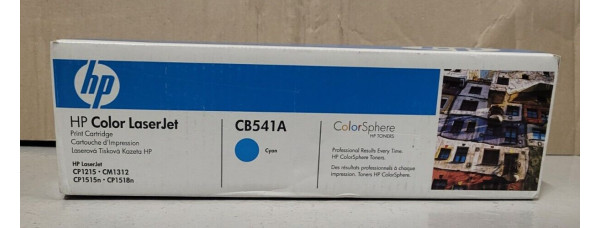 hp
HP Color LaserJet
Print Cartridge
Cartouche d'Impression
Laserová Tisková Kazeta HP
HP LaserJet
CP1215 • CM1312
CP1515n • CP1518n
CB541A
Cyan
ColorSphere
HP TONERS
Professional Results Every Time.
HP ColorSphere Toners.
Des résultats professionnels à chaque
impression. Toners HP ColorSphere.